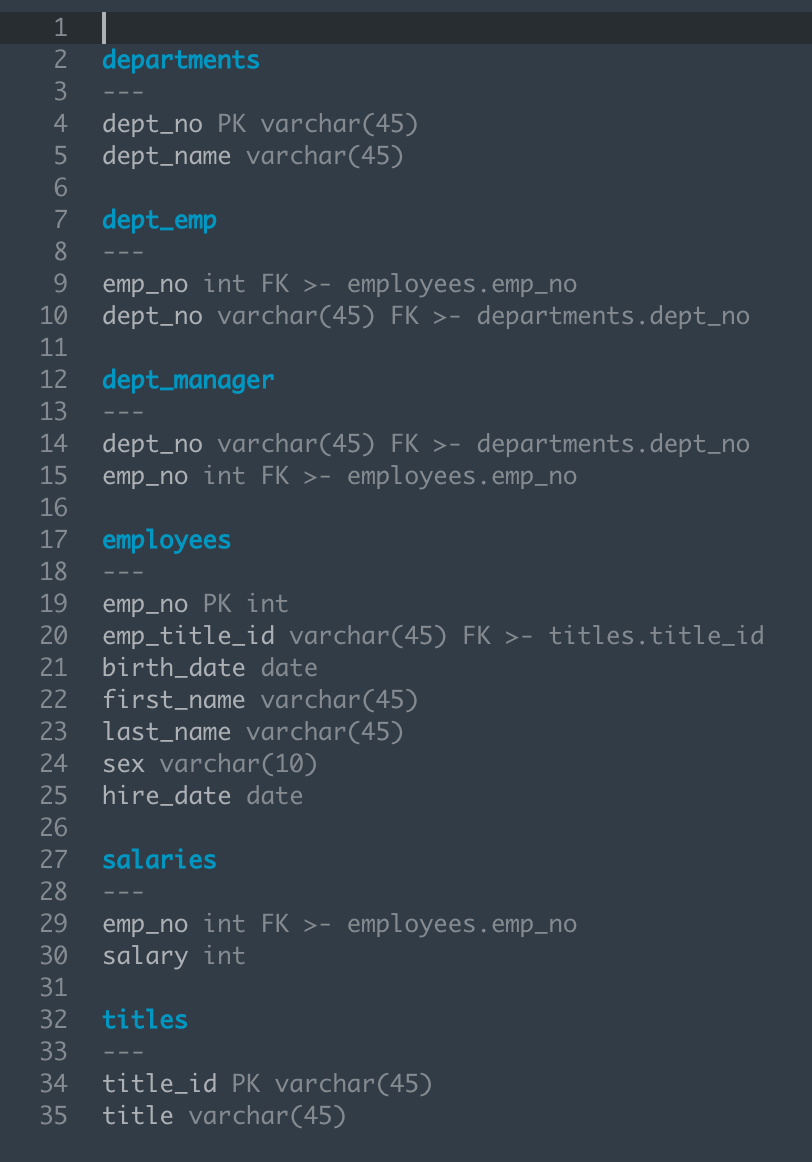 1
2 departments
3 ---
4 dept_no PK varchar(45)
5 dept_name varchar(45)
6
7 dept_emp
8 ---
9 emp_no int FK >- employees.emp_no
10 dept_no varchar(45) FK >- departments.dept_no
11
12 dept_manager
13 ---
14 dept_no varchar(45) FK >- departments.dept_no
15 emp_no int FK >- employees.emp_no
16
17 employees
18 ---
19 emp_no PK int
20 emp_title_id varchar(45) FK >- titles.title_id
21 birth_date date
22 first_name varchar(45)
23 last_name varchar(45)
24 sex varchar(10)
25 hire_date date
26
27 salaries
28 ---
29 emp_no int FK >- employees.emp_no
30 salary int
31
32 titles
33 ---
34 title_id PK varchar(45)
35 title varchar(45)